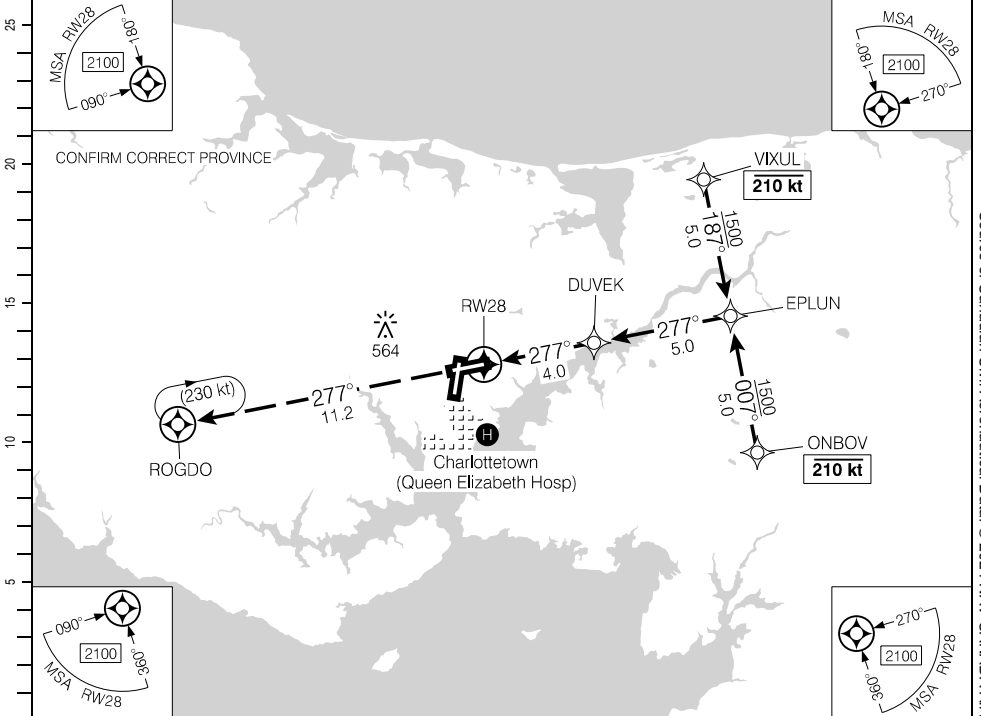 25
20
15
10
5
MSA RW28
180°
2100
090°
MSA RW28
180°
2100
270°
CONFIRM CORRECT PROVINCE
VIXUL
210 kt
1500
187°
5.0
DUVEK
EPLUN
RW28
564
277°
5.0
277°
4.0
277°
11.2
(230 kt)
ROGDO
1500
007°
5.0
ONBOV
210 kt
H
Charlottetown
(Queen Elizabeth Hosp)
090°
2100
360°
MSA RW28
270°
2100
360°
MSA RW28